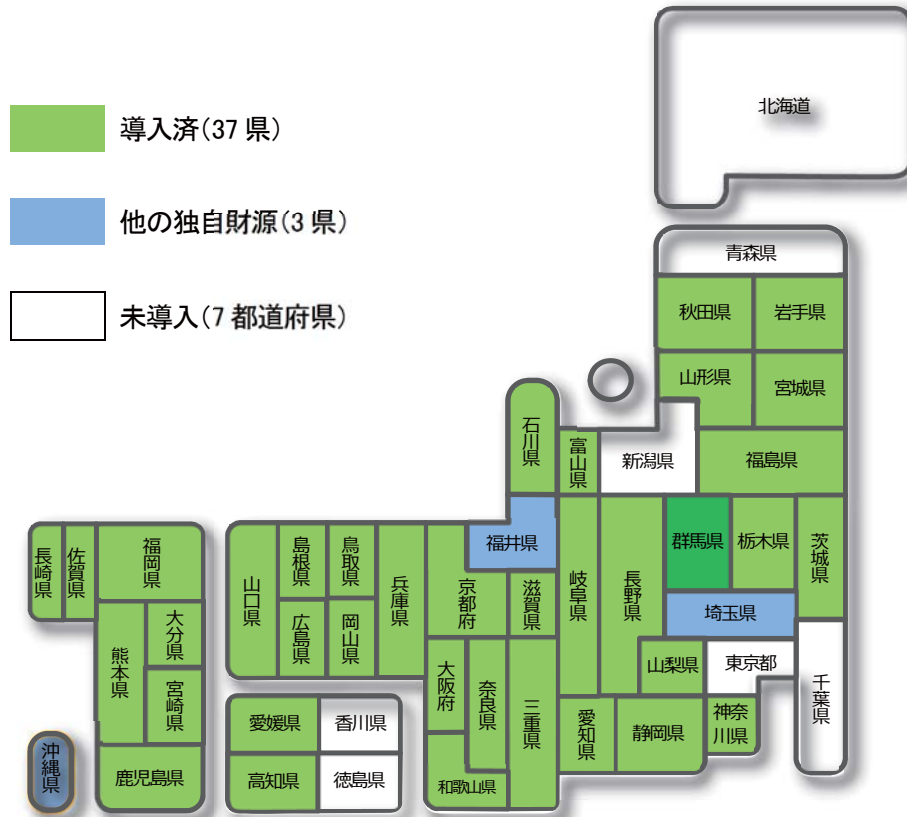 北海道
導入済(37 県)
他の独自財源(3 県)
未導入(7 都道府県)
青森県
秋田県
岩手県
山形県
宮城県
石川県
富山県
新潟県
福島県
福井県
群馬県
栃木県
茨城県
長崎県
佐賀県
福岡県
山口県
島根県
鳥取県
兵庫県
京都府
滋賀県
岐阜県
長野県
埼玉県
熊本県
大分県
広島県
岡山県
山梨県
東京都
千葉県
宮崎県
大阪府
奈良県
三重県
愛知県
静岡県
神奈川県
愛媛県
香川県
沖縄県
鹿児島県
高知県
徳島県
和歌山県